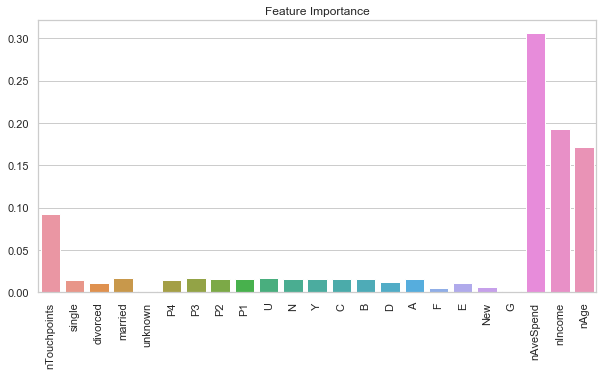 Feature Importance
0.30
0.25
0.20
0.15
0.10
0.05
0.00
nTouchpoints
single
divorced
married
unknown
P4
P3
P2
P1
U
N
Y
C
B
D
A
F
E
New
G
nAveSpend
nIncome
nAge